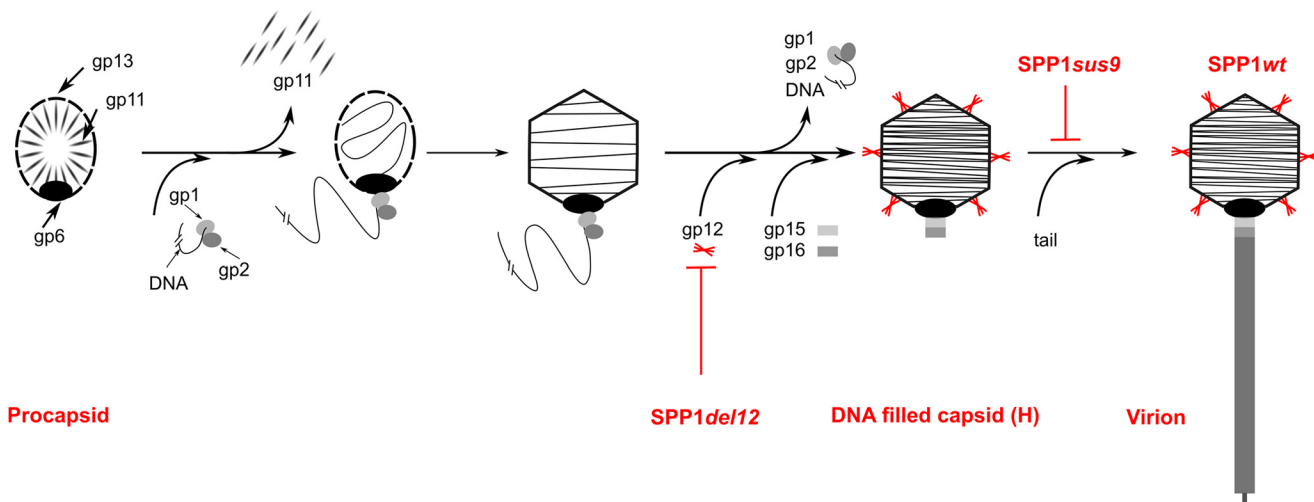 gp13
gp11
gp6
gp1
DNA
gp2
gp11
gp12
gp15
gp16
gp1
gp2
DNA
SPP1sus9
tail
SPP1wt
Procapsid
SPP1del12
DNA filled capsid (H)
Virion